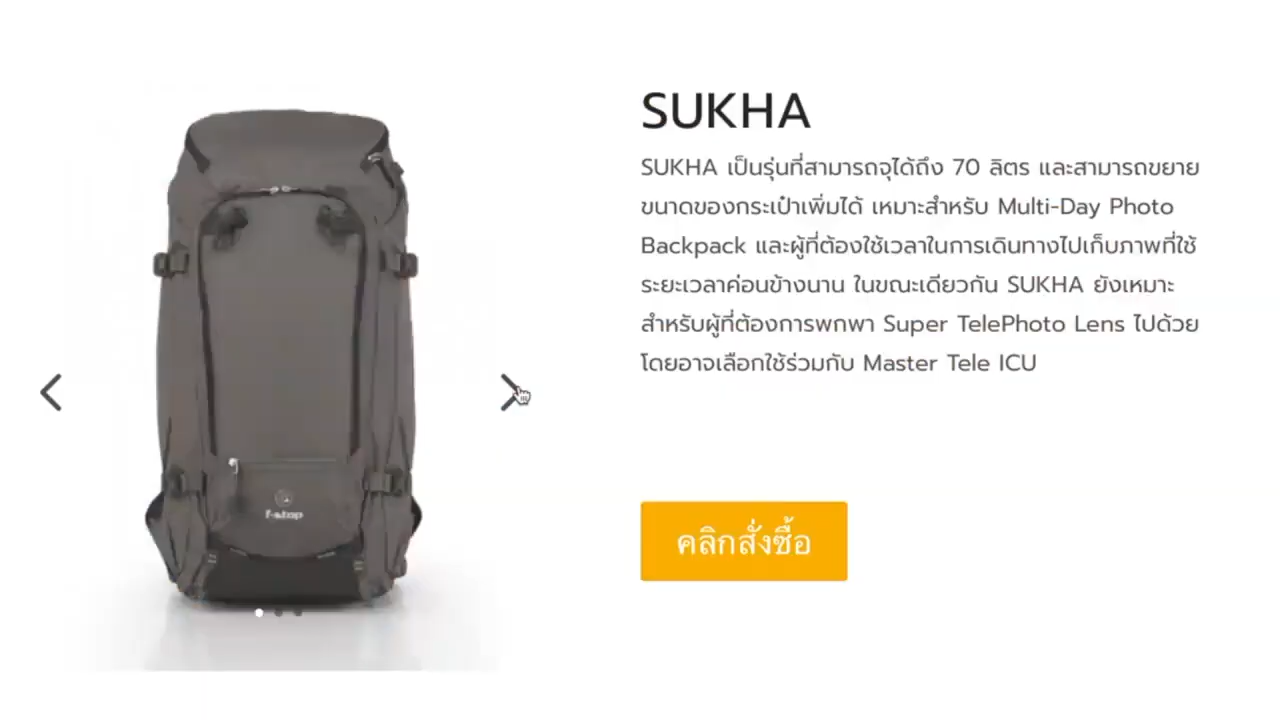 SUKHA
SUKHA เป็นรุ่นที่สามารถจุได้ถึง 70 ลิตร และสามารถขยาย
ขนาดของกระเป๋าเพิ่มได้ เหมาะสำหรับ Multi-Day Photo
Backpack และผู้ที่ต้องใช้เวลาในการเดินทางไปเก็บภาพที่ใช้
ระยะเวลาค่อนข้างนาน ในขณะเดียวกัน SUKHA ยังเหมาะ
สำหรับผู้ที่ต้องการพกพา Super TelePhoto Lens ไปด้วย
โดยอาจเลือกใช้ร่วมกับ Master Tele ICU
คลิกสั่งซื้อ
f-stop